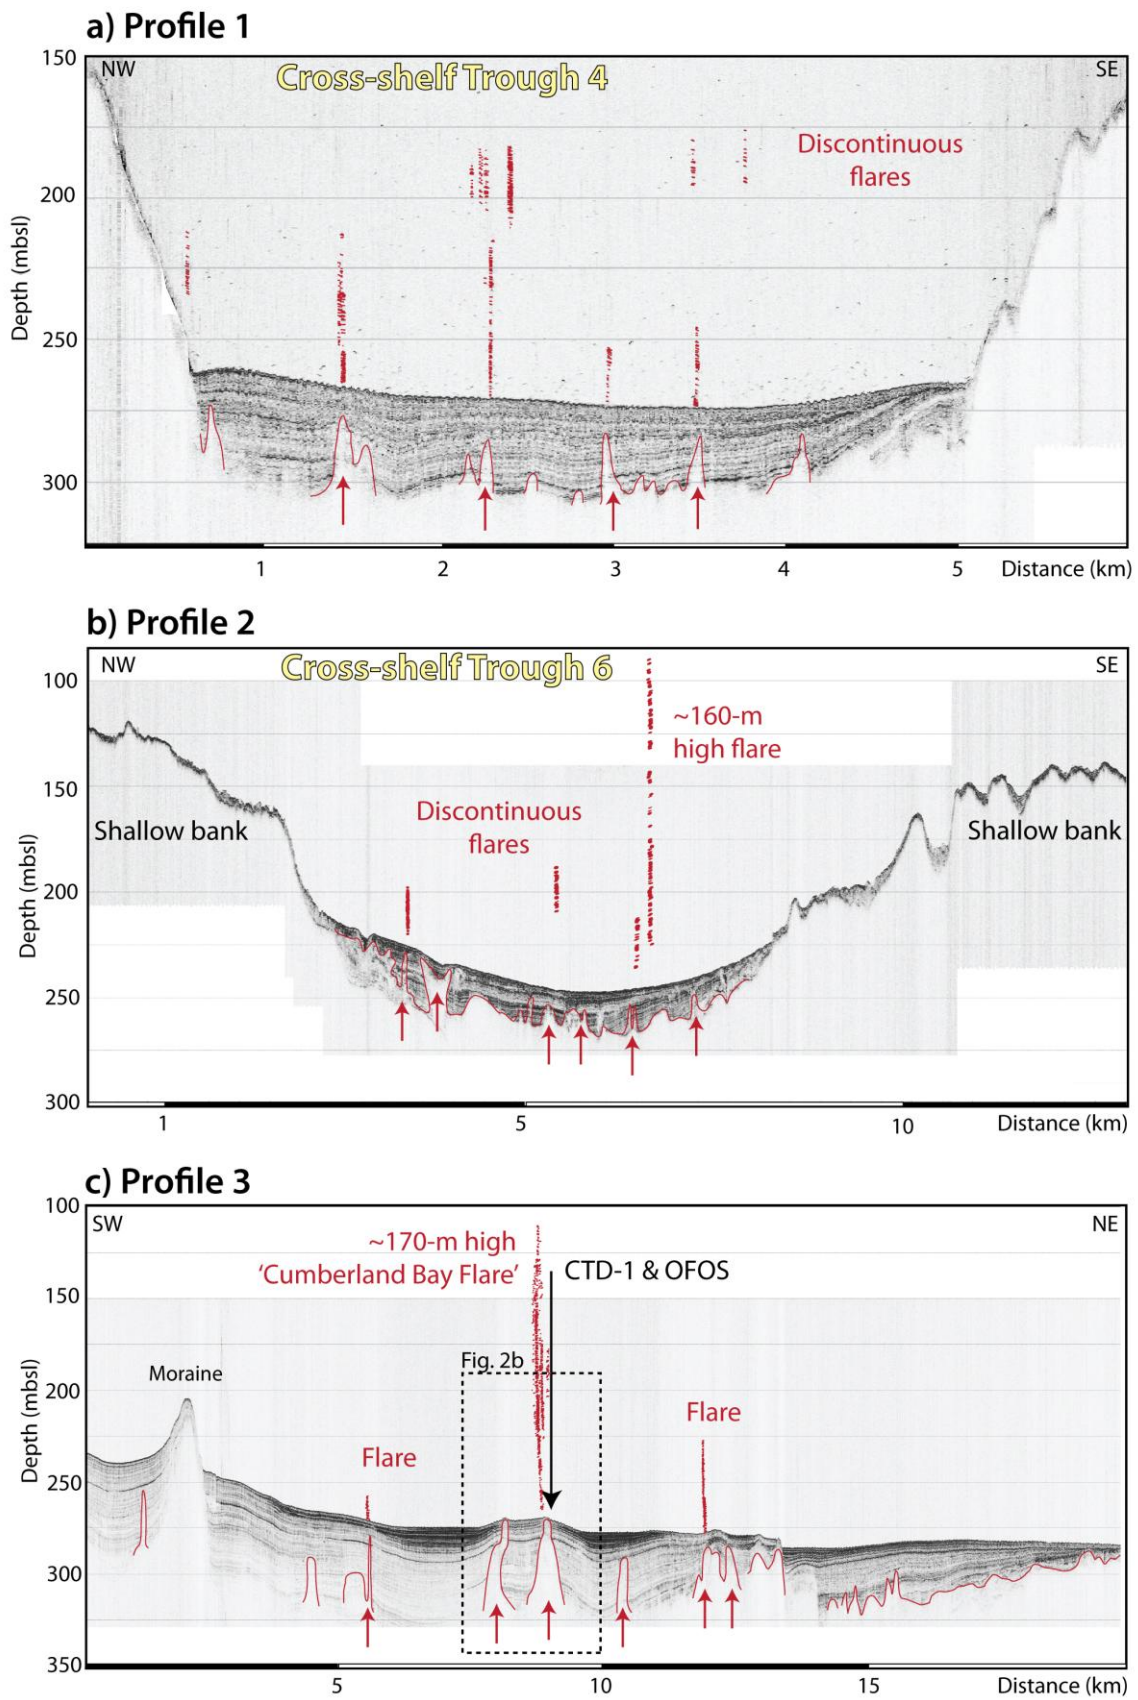 a) Profile 1
150
NW
Cross-shelf Trough 4
SE
Discontinuous
flares
200
Depth (mbsl)
250
300
1
2
3
4
5
Distance (km)
b) Profile 2
NW
Cross-shelf Trough 6
SE
100
~160-m
high flare
150
Discontinuous
flares
Shallow bank
Shallow bank
Depth (mbsl)
200
250
300
1
5
10
Distance (km)
c) Profile 3
100
SW
NE
~170-m high
'Cumberland Bay Flare'
CTD-1 & OFOS
150
Fig. 2b
Moraine
200
Depth (mbsl)
Flare
Flare
250
300
350
5
10
15
Distance (km)